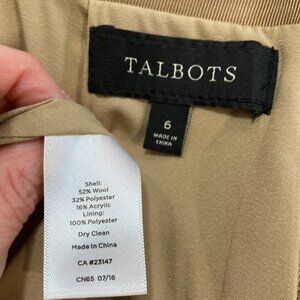 TALBOTS
6
MADE IN
CHINA
Shell:
52% Wool
32% Polyester
16% Acrylic
Lining:
100% Polyester
Dry Clean
Made In China
CA #23147
CN65 07/16